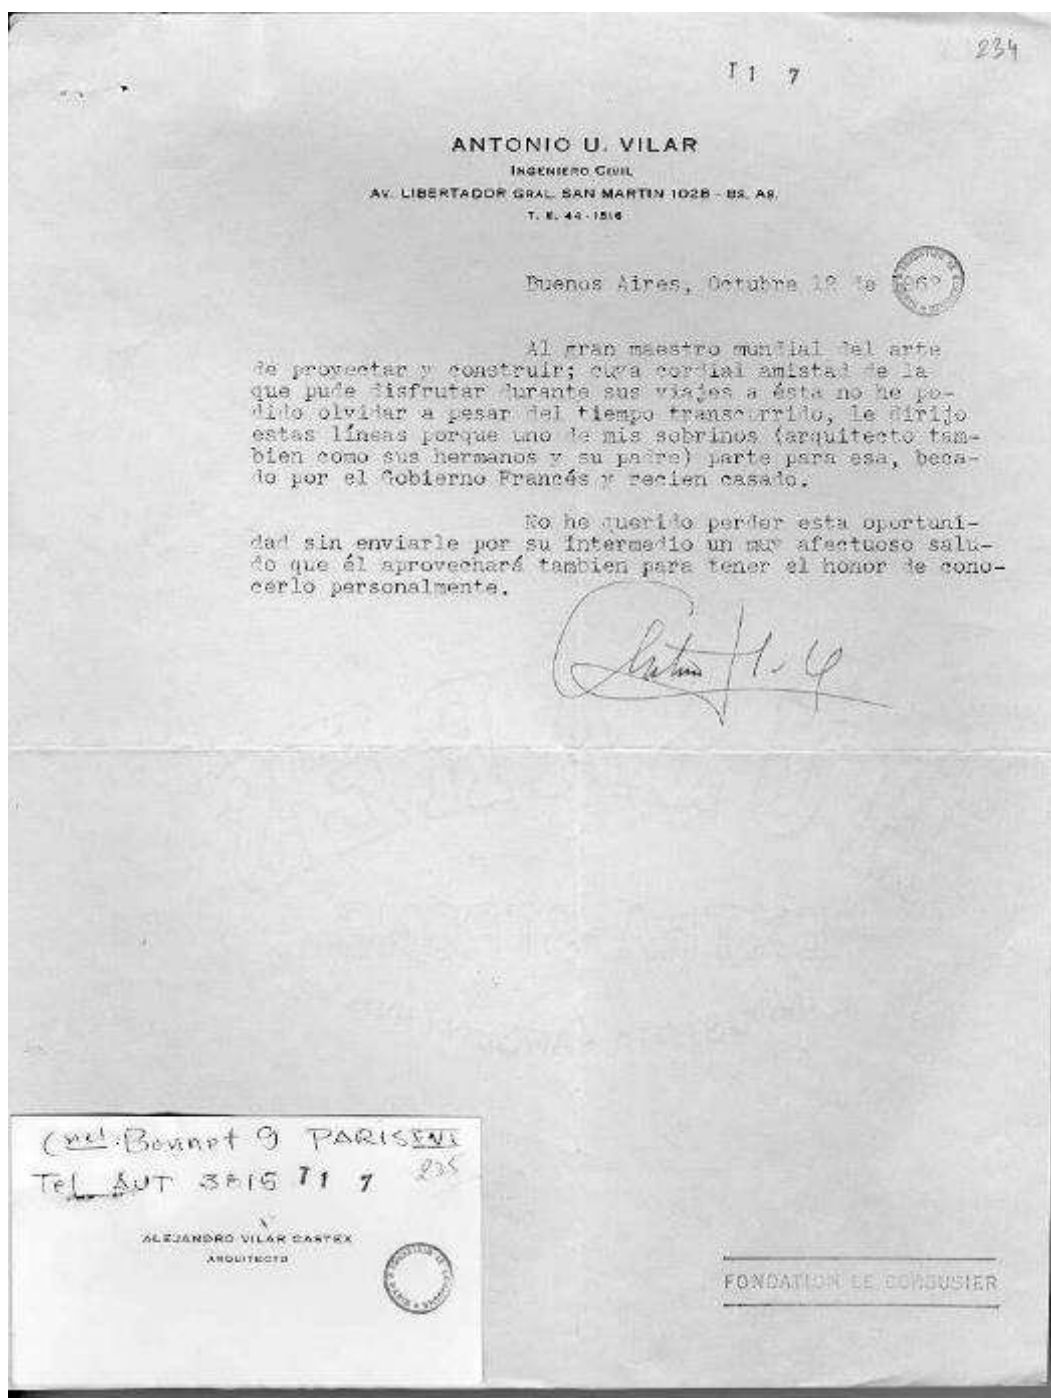 234
T1 7
ANTONIO U. VILAR
INGENIERO CIVIL
AV. LIBERTADOR GRAL. SAN MARTIN 1028 - BS. AS.
T. E. 44-1516
Buenos Aires, Octubre 12 de 1962
Al gran maestro mundial del arte
de proyectar y construir; cuya cordial amistad de la
que pude disfrutar durante sus viajes a ésta no he po-
dido olvidar a pesar del tiempo transcurrido, le dirijo
estas líneas porque uno de mis sobrinos (arquitecto tam-
bien como sus hermanos y su padre) parte para esa, beca-
do por el Gobierno Francés y recien casado.
No he querido perder esta oportuni-
dad sin enviarle por su intermedio un muy afectuoso salu-
do que él aprovechará tambien para tener el honor de cono-
cerlo personalmente.
Cnel. Bonnet 9 PARIS XVI
235
Tel AUT 3815 T1 7
ALEJANDRO VILAR CASTEX
ARQUITECTO
FONDATION LE CORBUSIER